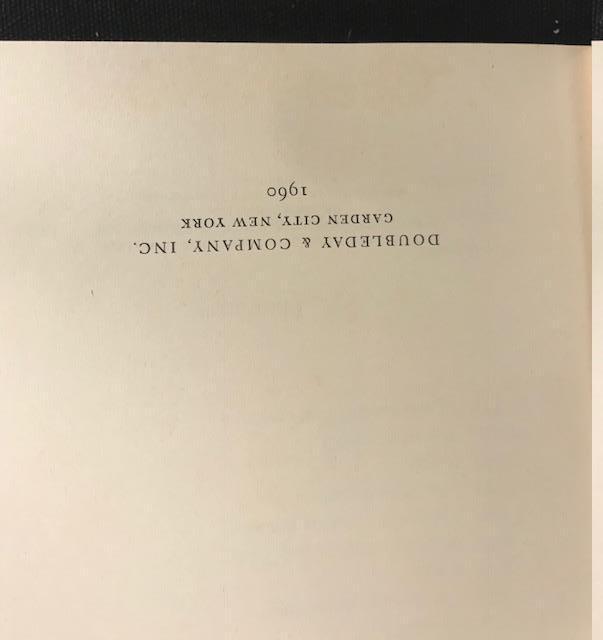 DOUBLEDAY & COMPANY, INC.
GARDEN CITY, NEW YORK
1960